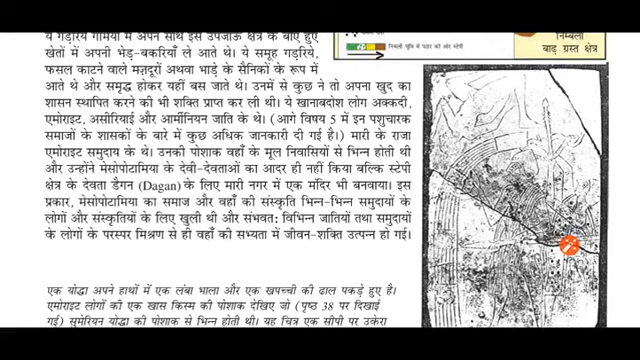 ये गड़रिये गर्मियों में अपने साथ इस उपजाऊ क्षेत्र के बोए हुए
खेतों में अपनी भेड़-बकरियाँ ले आते थे। ये समूह गड़रिये,
फसल काटने वाले मज़दूरों अथवा भाड़े के सैनिकों के रूप में
आते थे और समृद्ध होकर यहीं बस जाते थे। उनमें से कुछ ने तो अपना खुद का
शासन स्थापित करने की भी शक्ति प्राप्त कर ली थी। ये खानाबदोश लोग अक्कदी,
एमोराइट, असीरियाई और आर्मीनियन जाति के थे। (आगे विषय 5 में इन पशुचारक
समाजों के शासकों के बारे में कुछ अधिक जानकारी दी गई है।) मारी के राजा
एमोराइट समुदाय के थे। उनकी पोशाक वहाँ के मूल निवासियों से भिन्न होती थी
और उन्होंने मेसोपोटामिया के देवी-देवताओं का आदर ही नहीं किया बल्कि स्टेपी
क्षेत्र के देवता डैगन (Dagan) के लिए मारी नगर में एक मंदिर भी बनवाया। इस
प्रकार, मेसोपोटामिया का समाज और वहाँ की संस्कृति भिन्न-भिन्न समुदायों के
लोगों और संस्कृतियों के लिए खुली थी और संभवत: विभिन्न जातियों तथा समुदायों
के लोगों के परस्पर मिश्रण से ही वहाँ की सभ्यता में जीवन-शक्ति उत्पन्न हो गई।
निचली भूमि में पठार की ओर स्टेपी
निम्बली
बाढ़ ग्रस्त क्षेत्र
एक योद्धा अपने हाथों में एक लंबा भाला और एक खपच्ची की ढाल पकड़े हुए है।
एमोराइट लोगों की एक खास किस्म की पोशाक देखिए जो (पृष्ठ 38 पर दिखाई
गई) सुमेरियन योद्धा की पोशाक से भिन्न होती थी। यह चित्र एक सीपी पर उकेरा